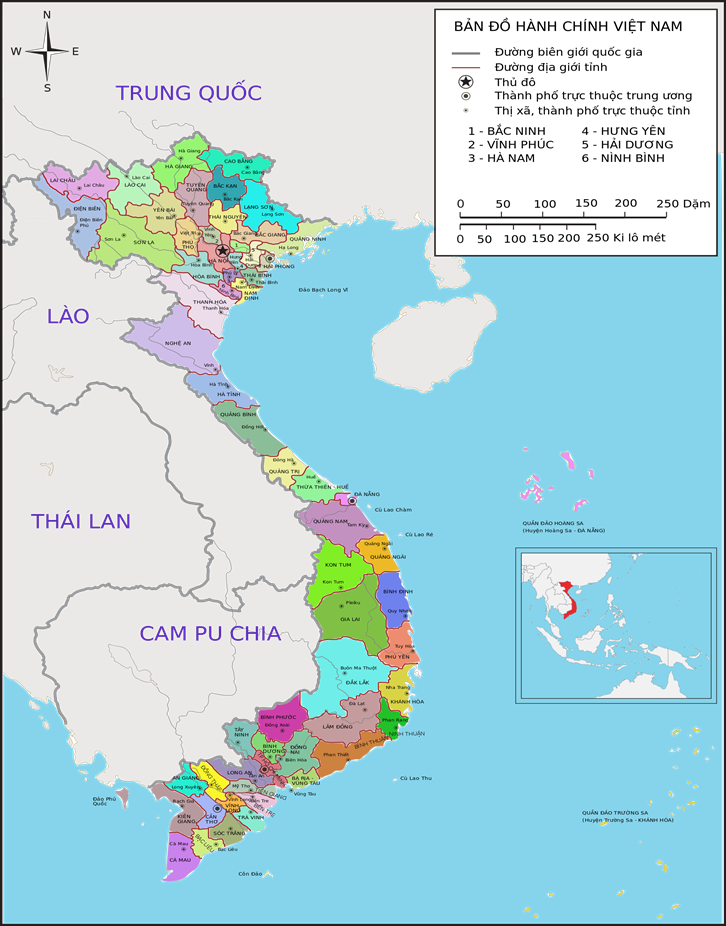 N
W E
S
BẢN ĐỒ HÀNH CHÍNH VIỆT NAM
Đường biên giới quốc gia
Đường địa giới tỉnh
Thủ đô
Thành phố trực thuộc trung ương
Thị xã, thành phố trực thuộc tỉnh
1 - BẮC NINH 4 - HƯNG YÊN
2 - VĨNH PHÚC 5 - HẢI DƯƠNG
3 - HÀ NAM 6 - NINH BÌNH
0 50 100 150 200 250 Dặm
0 50 100 150 200 250 Ki lô mét
TRUNG QUỐC
Hà Giang
HÀ GIANG
CAO BẰNG
Cao Bằng
LAI CHÂU
Lai Châu
Lào Cai
LÀO CAI
TUYÊN QUANG
Tuyên Quang
BẮC KẠN
Bắc Kạn
LẠNG SƠN
Lạng Sơn
ĐIỆN BIÊN
Điện Biên Phủ
YÊN BÁI
Yên Bái
THÁI NGUYÊN
Sơn La
SƠN LA
PHÚ THỌ
BẮC GIANG
Bắc Giang
QUẢNG NINH
Hạ Long
HÀ NỘI
HẢI PHÒNG
HÒA BÌNH
Hòa Bình
THÁI BÌNH
Thái Bình
NAM ĐỊNH
Đảo Bạch Long Vĩ
THANH HÓA
Thanh Hóa
LÀO
NGHỆ AN
Vinh
Hà Tĩnh
HÀ TĨNH
QUẢNG BÌNH
Đồng Hới
Đông Hà
QUẢNG TRỊ
Huế
THỪA THIÊN - HUẾ
ĐÀ NẴNG
Cù Lao Chàm
QUẢNG NAM
Tam Kỳ
Cù Lao Ré
THÁI LAN
QUẦN ĐẢO HOÀNG SA
(Huyện Hoàng Sa - ĐÀ NẴNG)
Quảng Ngãi
QUẢNG NGÃI
KON TUM
Kon Tum
BÌNH ĐỊNH
Quy Nhơn
Pleiku
GIA LAI
CAM PU CHIA
Tuy Hòa
PHÚ YÊN
Buôn Ma Thuột
ĐẮK LẮK
Nha Trang
KHÁNH HÒA
Đà Lạt
LÂM ĐỒNG
Phan Rang
NINH THUẬN
BÌNH PHƯỚC
Đồng Xoài
TÂY NINH
BÌNH DƯƠNG
ĐỒNG NAI
Biên Hòa
BÌNH THUẬN
Phan Thiết
BÀ RỊA - VŨNG TÀU
Vũng Tàu
Cù Lao Thu
AN GIANG
Long Xuyên
ĐỒNG THÁP
LONG AN
Tân An
Mỹ Tho
TIỀN GIANG
BẾN TRE
Bến Tre
Đảo Phú Quốc
Rạch Giá
KIÊN GIANG
CẦN THƠ
Vĩnh Long
VĨNH LONG
TRÀ VINH
SÓC TRĂNG
BẠC LIÊU
Bạc Liêu
Cà Mau
CÀ MAU
Côn Đảo
QUẦN ĐẢO TRƯỜNG SA
(Huyện Trường Sa - KHÁNH HÒA)